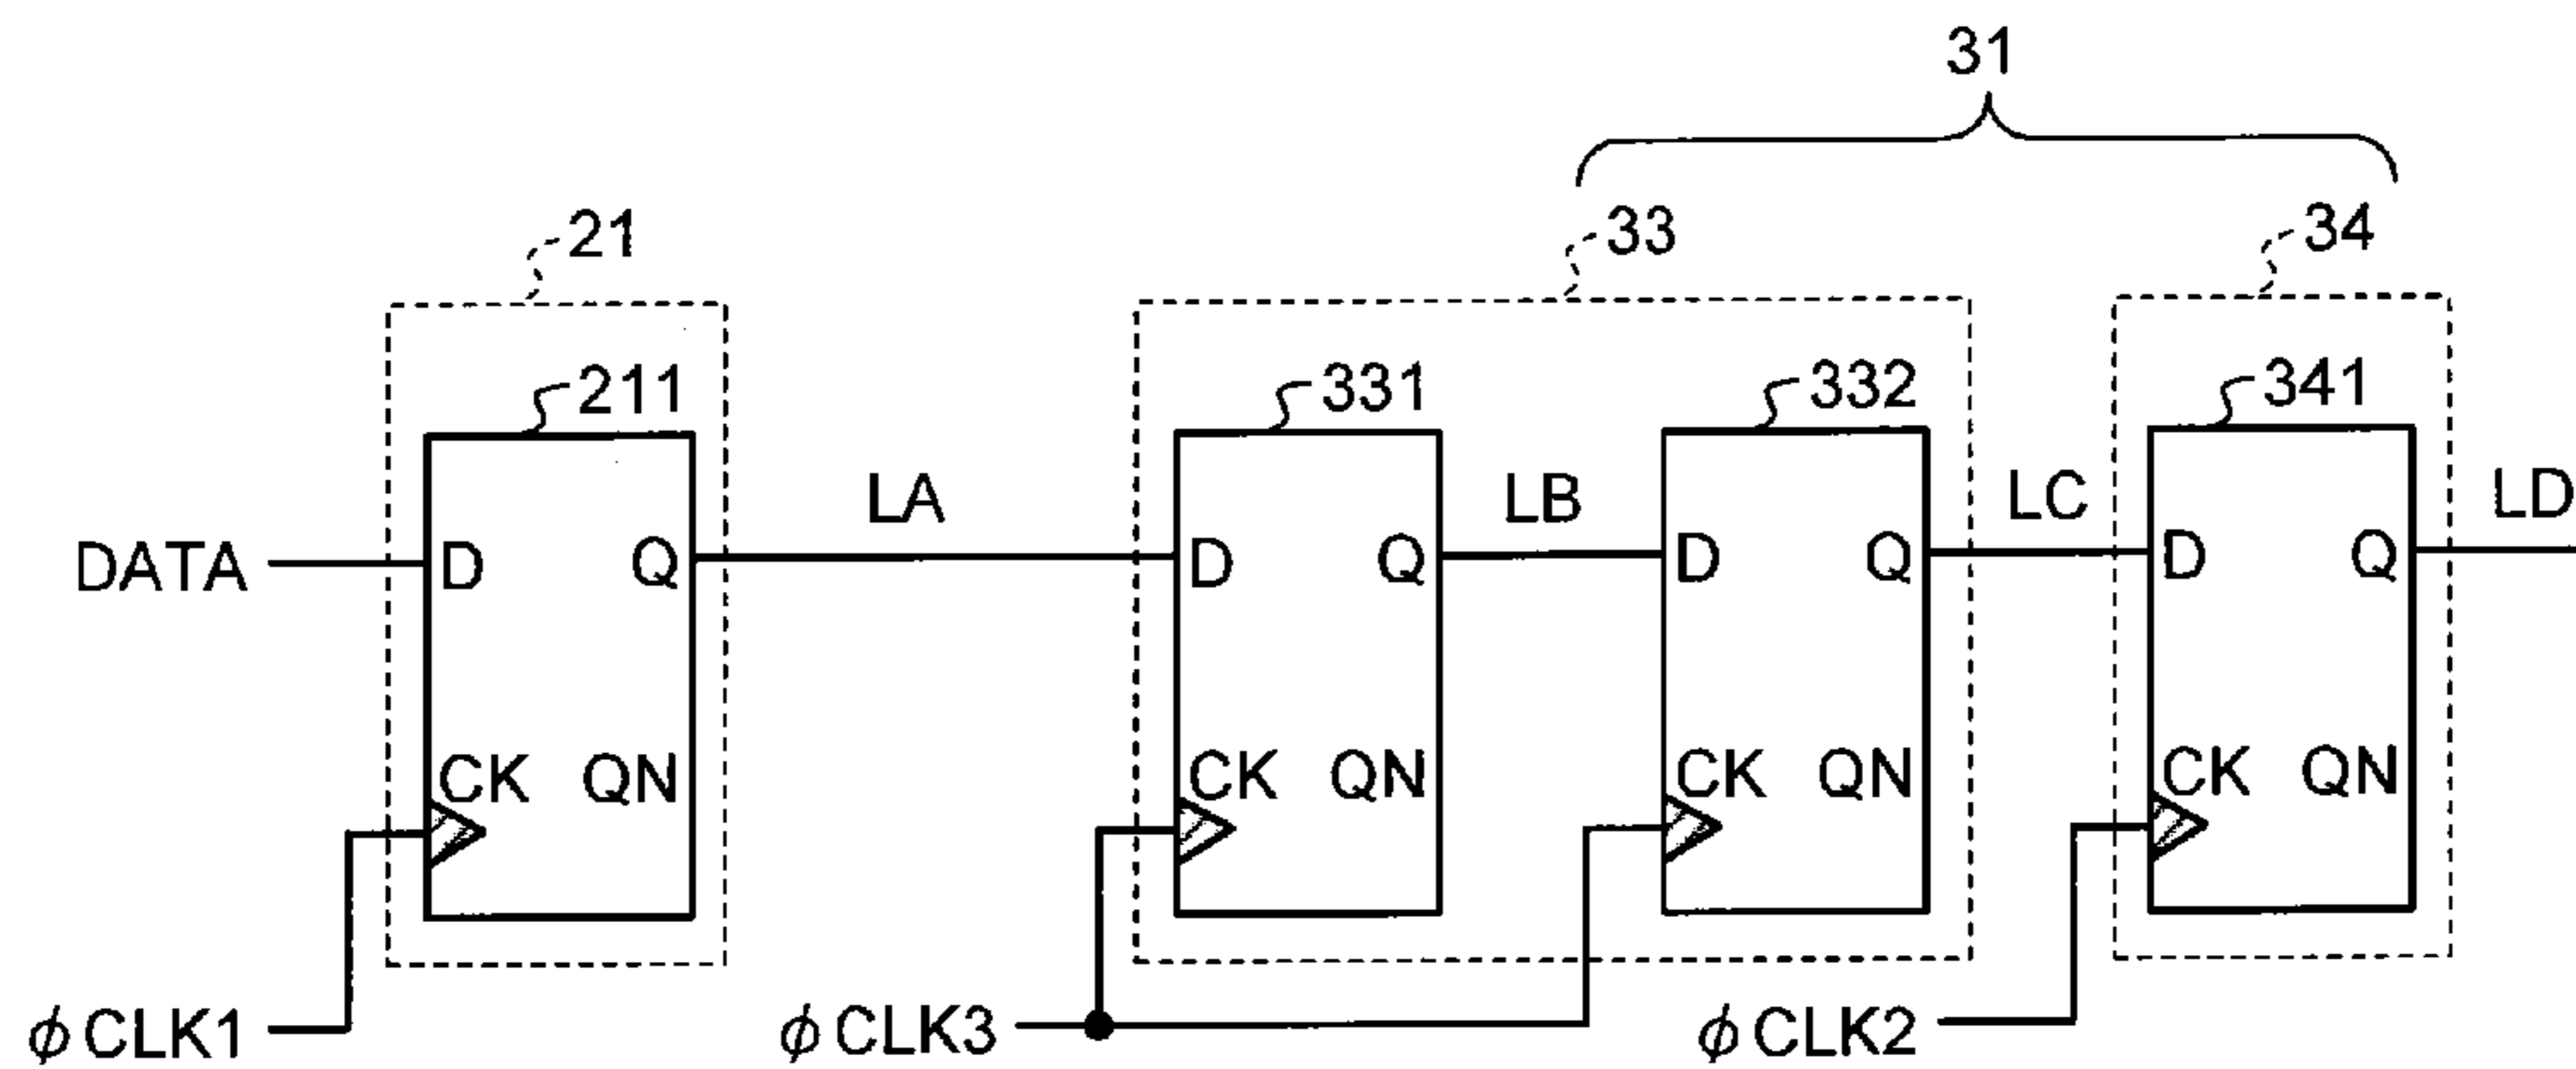 31
21
33
34
211
331
332
341
LA
LB
LC
LD
DATA
D
Q
D
Q
D
Q
D
Q
CK
QN
CK
QN
CK
QN
CK
QN
φCLK1
φCLK3
φCLK2